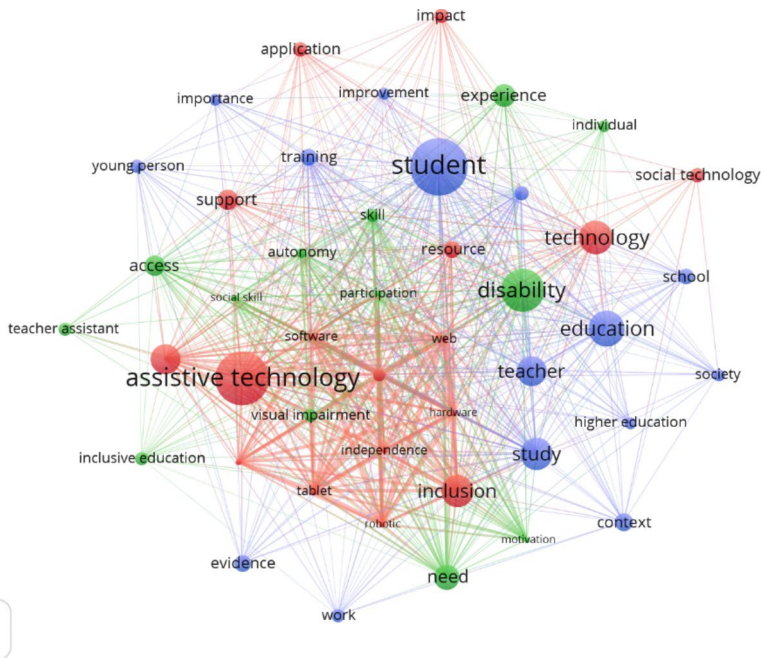 impact
application
importance
improvement
experience
individual
young person
training
student
social technology
support
skill
technology
autonomy
resource
access
school
social skill
participation
disability
teacher assistant
software
web
education
assistive technology
teacher
society
visual impairment
hardware
higher education
inclusive education
independence
study
tablet
inclusion
robotic
context
motivation
evidence
need
work